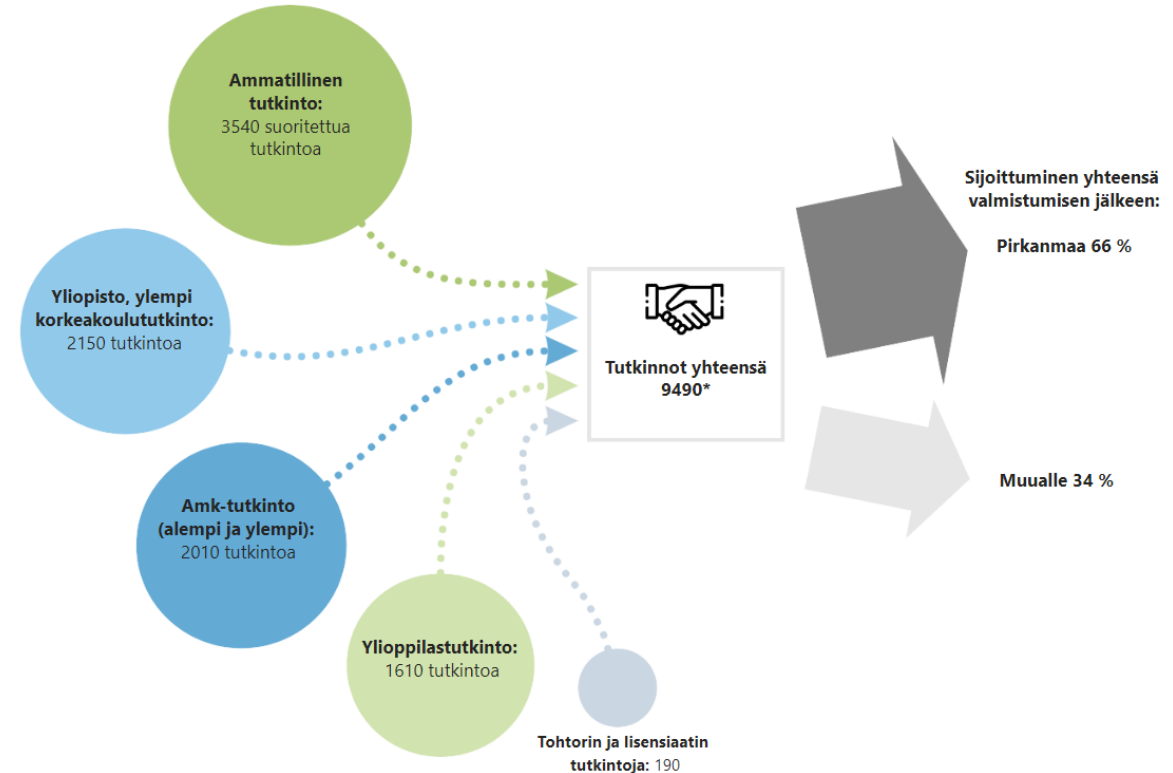 Ammatillinen
tutkinto:
3540 suoritettua
tutkintoa
Yliopisto, ylempi
korkeakoulututkinto:
2150 tutkintoa
Amk-tutkinto
(alempi ja ylempi):
2010 tutkintoa
Ylioppilastutkinto:
1610 tutkintoa
Tohtorin ja lisensiaatin
tutkintoja: 190
Tutkinnot yhteensä
9490*
Sijoittuminen yhteensä
valmistumisen jälkeen:
Pirkanmaa 66 %
Muualle 34 %